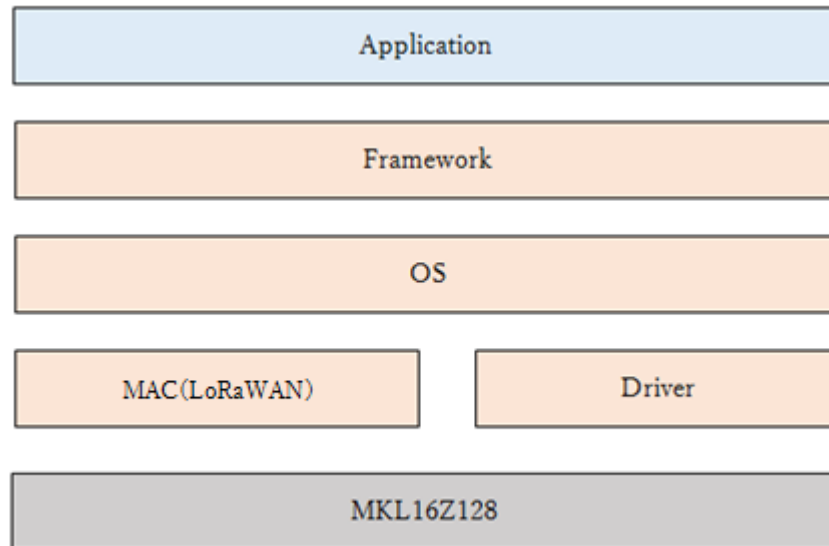 Application
Framework
OS
MAC(LoRaWAN)
Driver
MKL16Z128